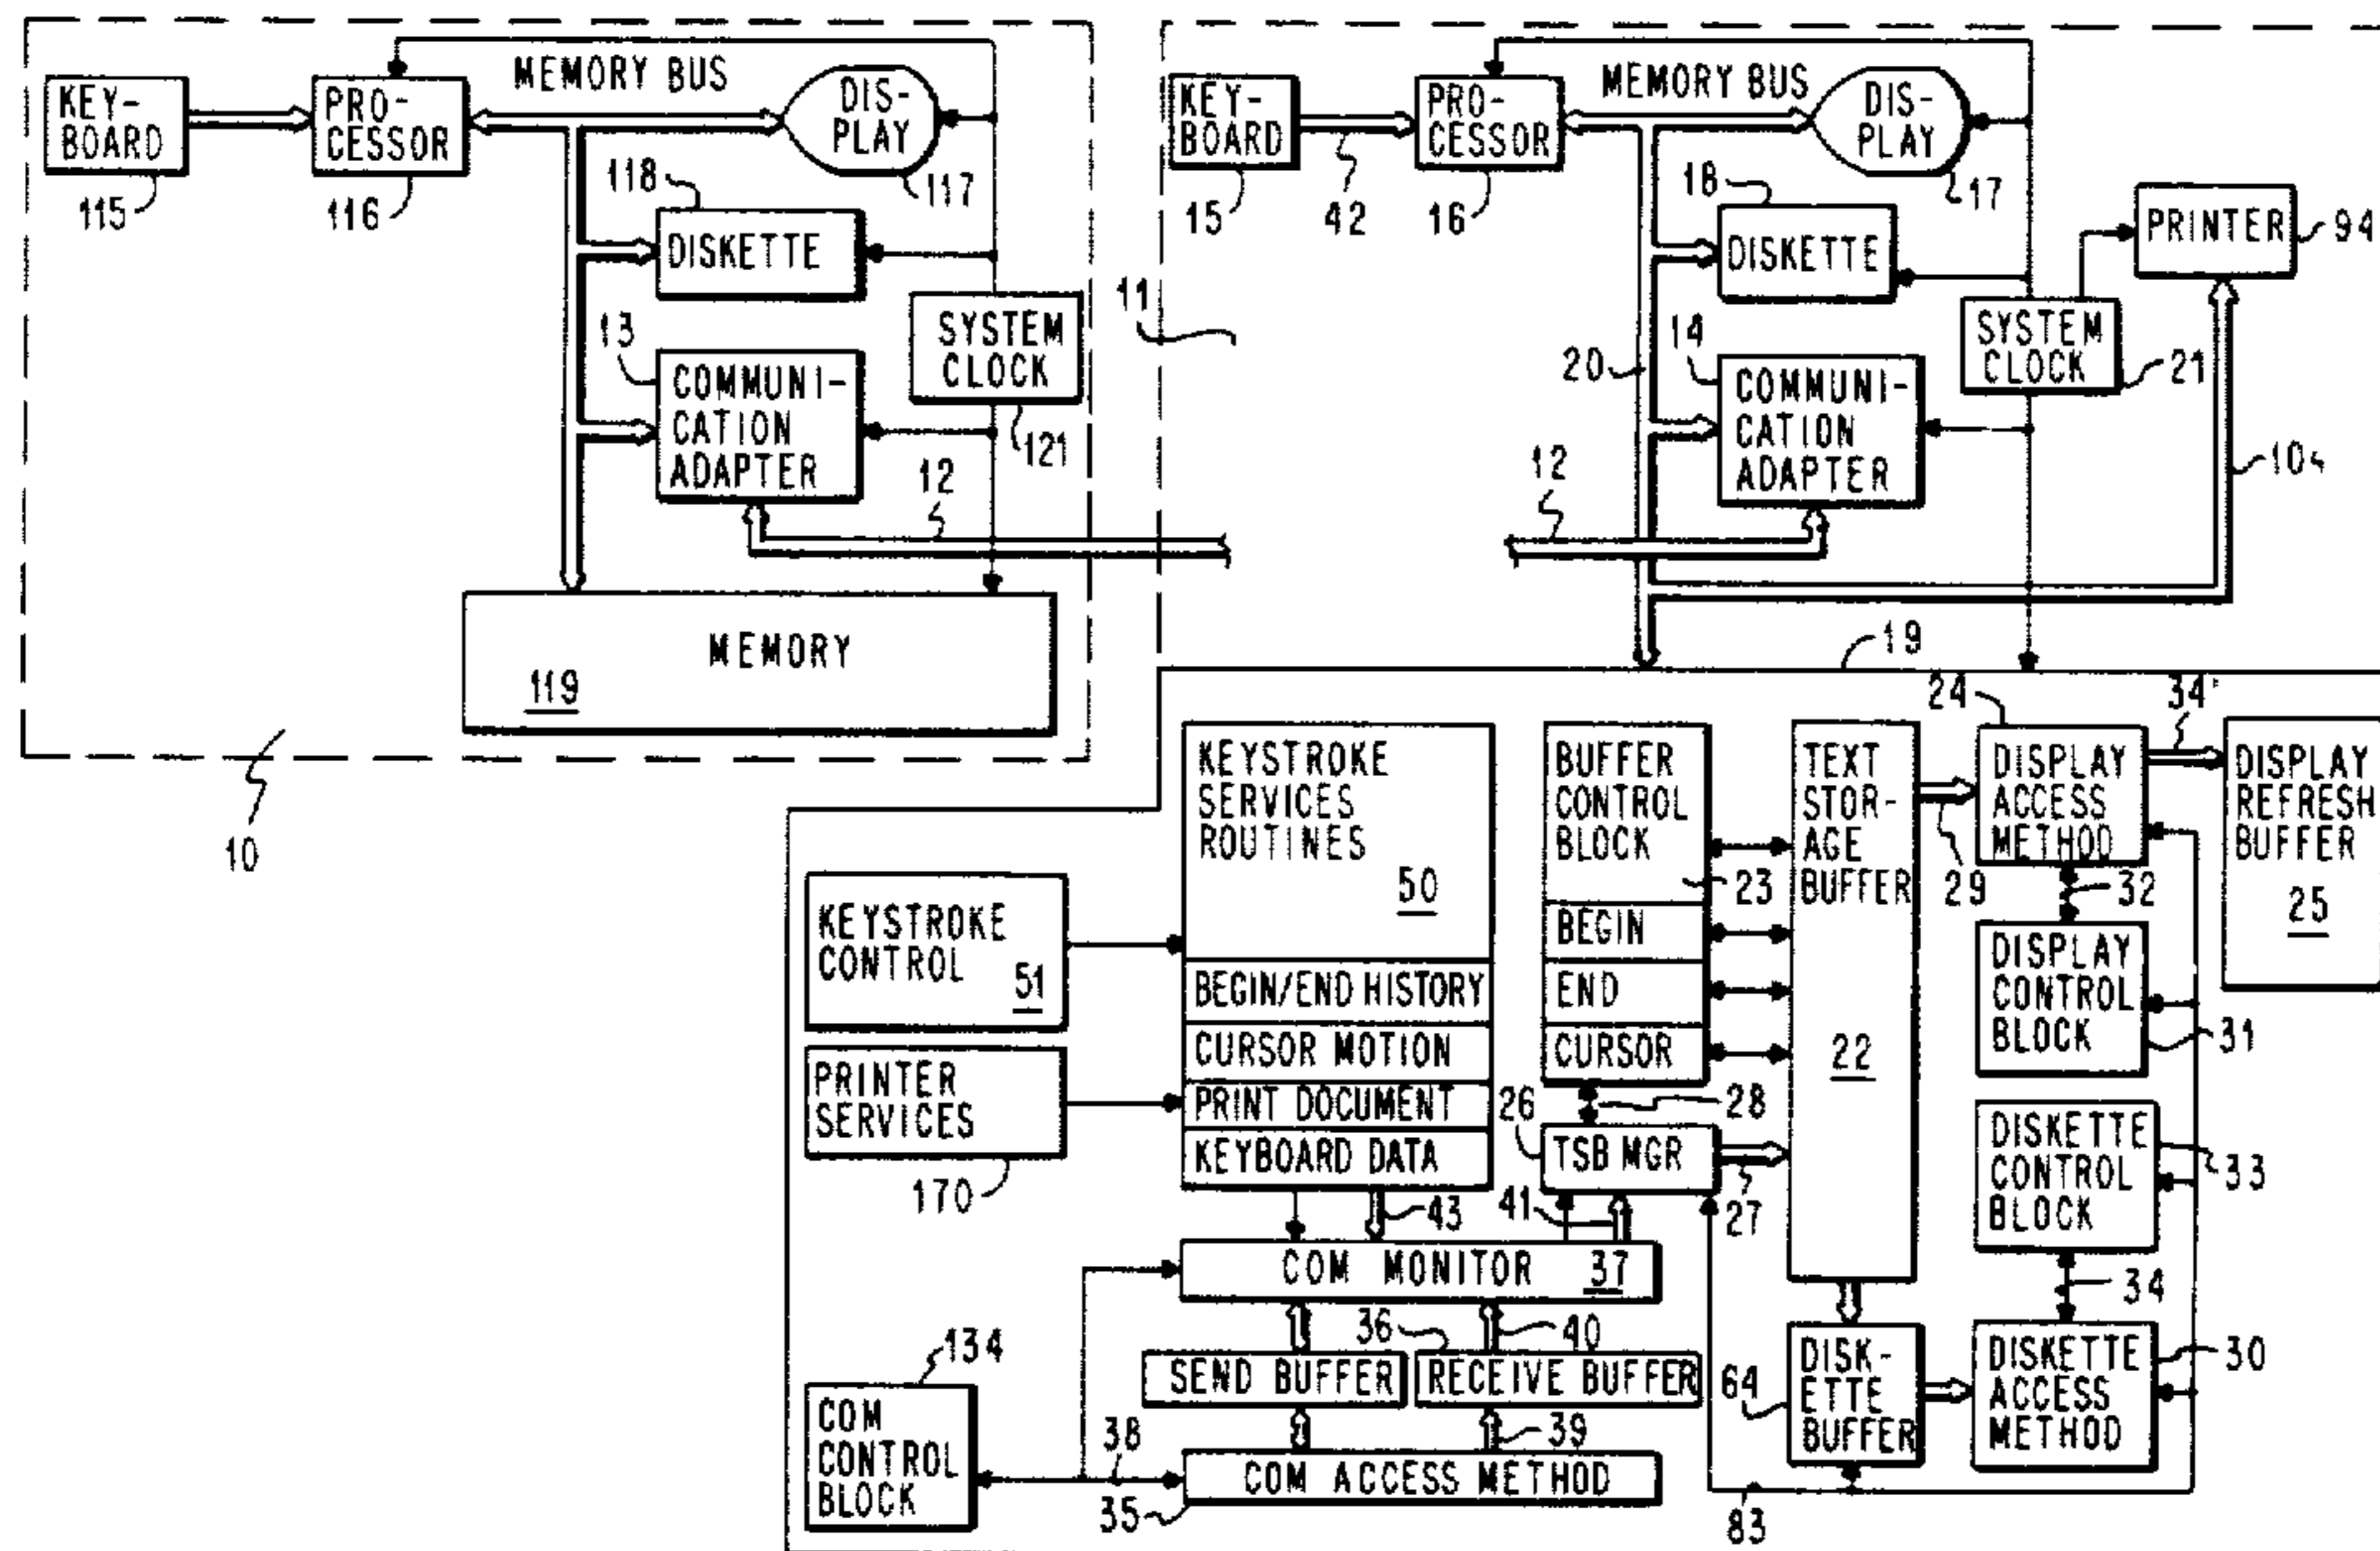 MEMORY BUS
KEY-
BOARD
115
PRO-
CESSOR
116
DIS-
PLAY
117
118
DISKETTE
13
COMMUNI-
CATION
ADAPTER
SYSTEM
CLOCK
121
12
MEMORY
119
10
11
MEMORY BUS
KEY-
BOARD
15
42
PRO-
CESSOR
16
DIS-
PLAY
17
18
DISKETTE
PRINTER
94
14
COMMUNI-
CATION
ADAPTER
20
SYSTEM
CLOCK
21
12
104
19
KEYSTROKE
CONTROL
51
PRINTER
SERVICES
170
KEYSTROKE
SERVICES
ROUTINES
50
BEGIN/END HISTORY
CURSOR MOTION
PRINT DOCUMENT
KEYBOARD DATA
43
BUFFER
CONTROL
BLOCK
23
BEGIN
END
CURSOR
28
26
TSB MGR
27
41
TEXT
STOR-
AGE
BUFFER
22
24
DISPLAY
ACCESS
METHOD
29
34'
DISPLAY
REFRESH
BUFFER
25
32
DISPLAY
CONTROL
BLOCK
31
DISKETTE
CONTROL
BLOCK
33
34
DISKETTE
ACCESS
METHOD
30
64
DISK-
ETTE
BUFFER
83
COM MONITOR 37
36
40
SEND BUFFER
RECEIVE BUFFER
39
134
COM
CONTROL
BLOCK
38
35
COM ACCESS METHOD